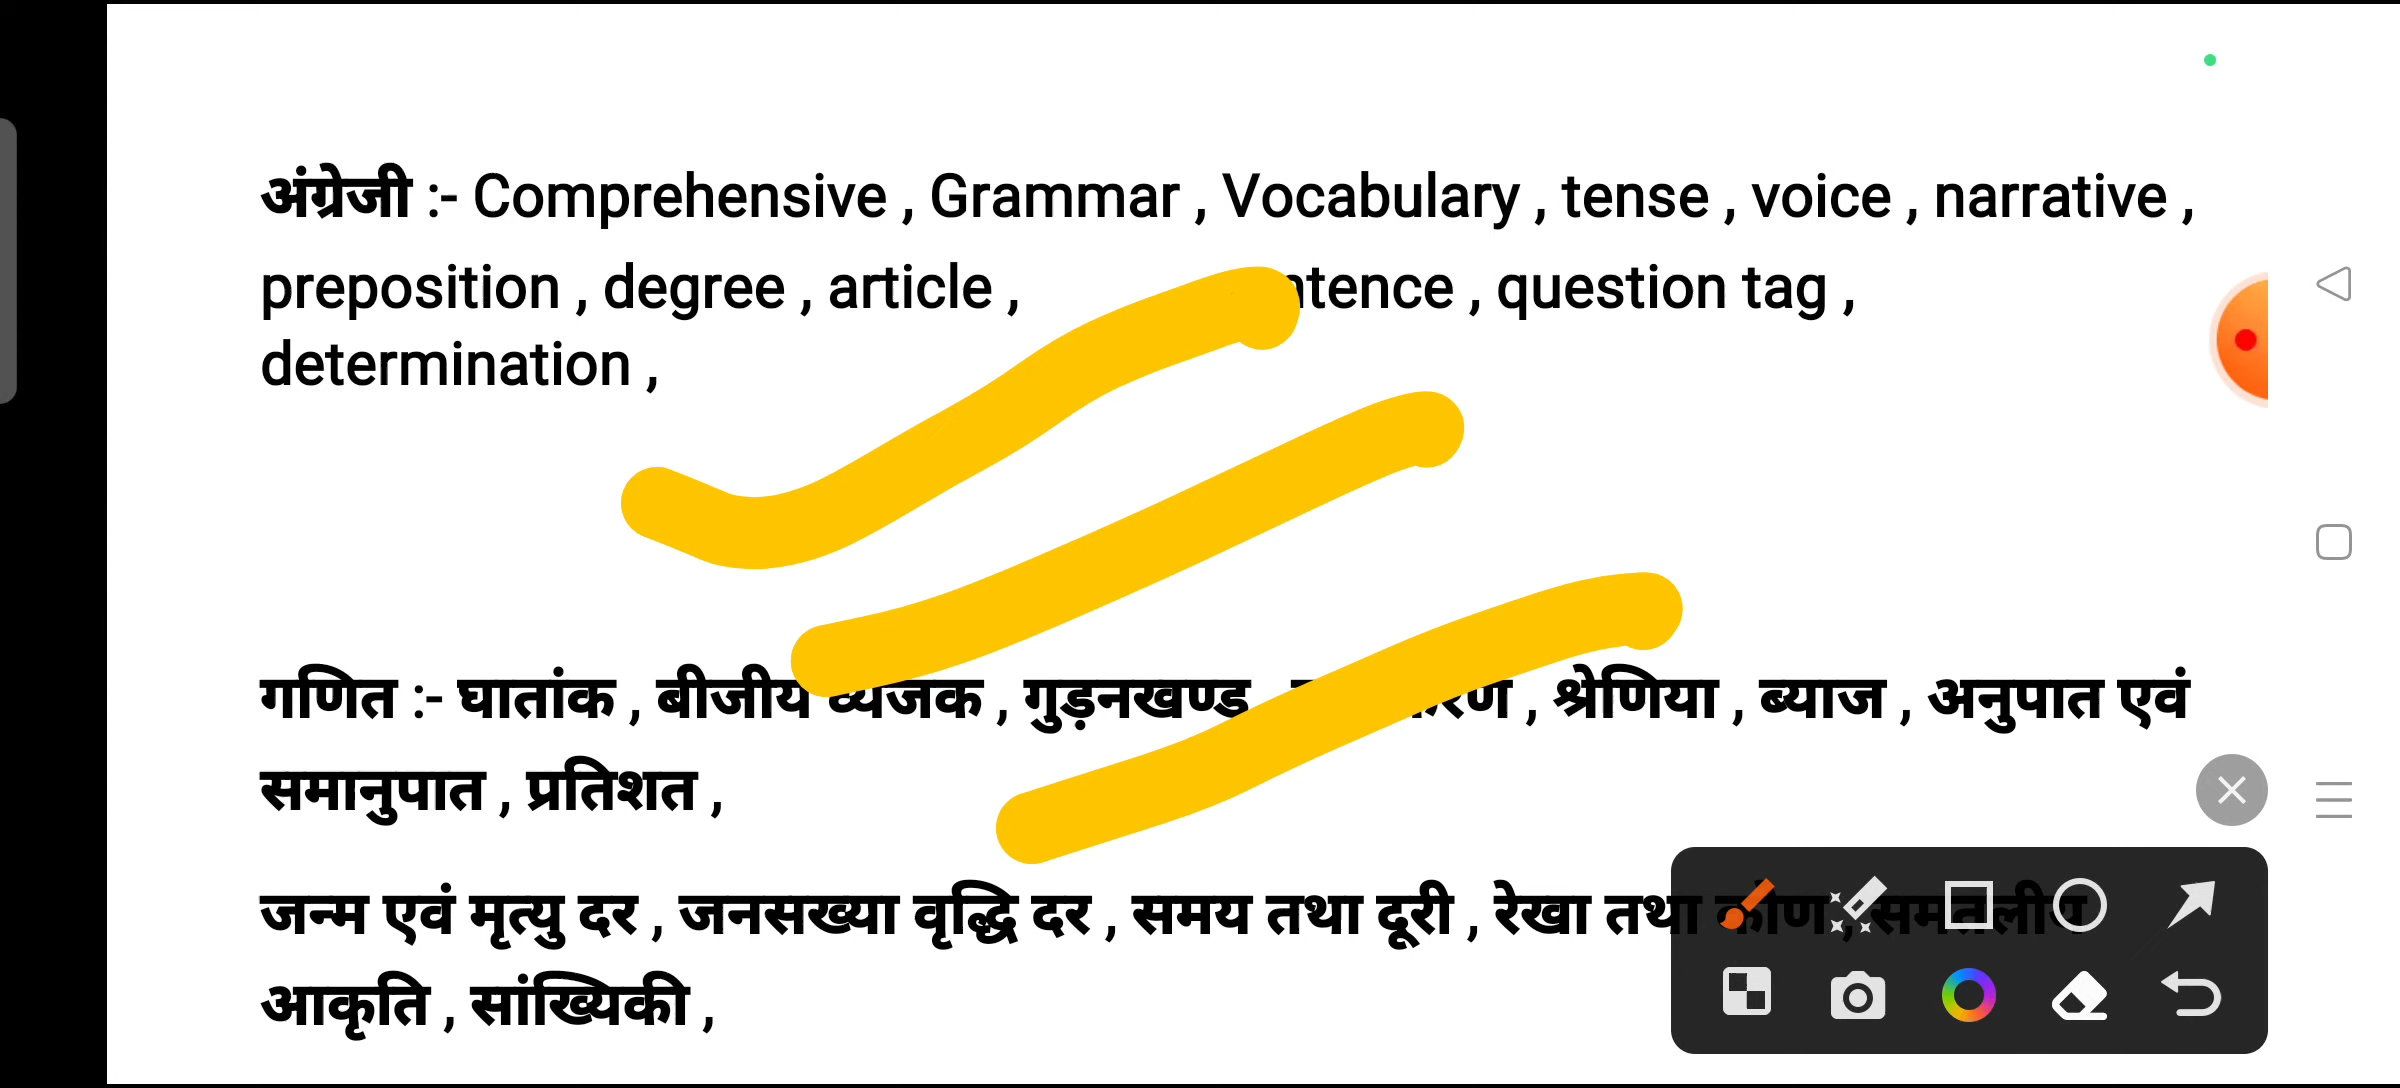 अंग्रेजी :- Comprehensive , Grammar , Vocabulary , tense , voice , narrative ,
preposition , degree , article , , question tag ,
determination ,
गणित :- घातांक , बीजीय , गुड़नखण्ड , श्रेणिया , ब्याज , अनुपात एवं
समानुपात , प्रतिशत ,
जन्म एवं मृत्यु दर , जनसख्या वृद्धि दर , समय तथा दूरी , रेखा तथा कोण , समतलीय
आकृति , सांख्यिकी ,